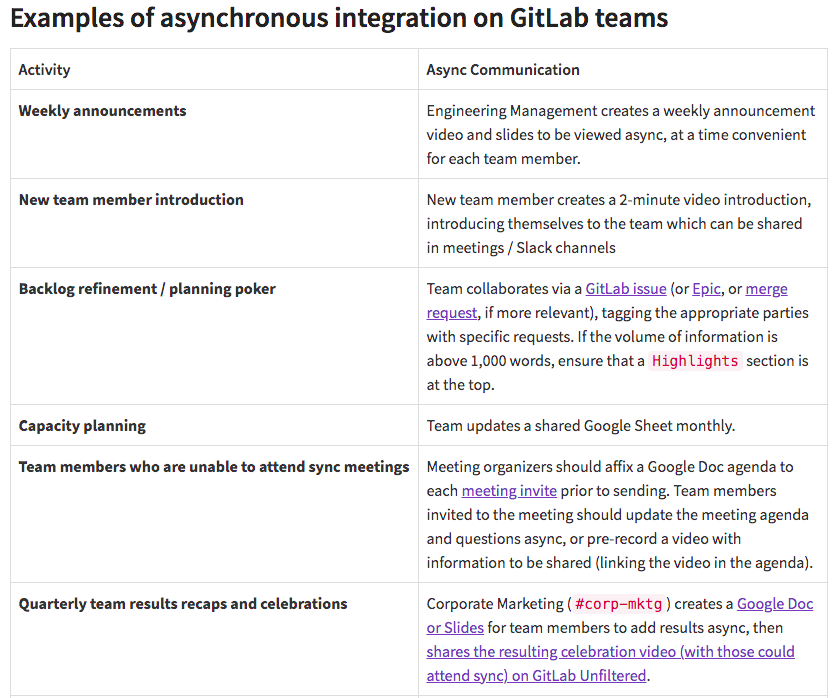 Examples of asynchronous integration on GitLab teams
Activity
Async Communication
Weekly announcements
Engineering Management creates a weekly announcement
video and slides to be viewed async, at a time convenient
for each team member.
New team member introduction
New team member creates a 2-minute video introduction,
introducing themselves to the team which can be shared
in meetings / Slack channels
Backlog refinement / planning poker
Team collaborates via a GitLab issue (or Epic, or merge
request, if more relevant), tagging the appropriate parties
with specific requests. If the volume of information is
above 1,000 words, ensure that a Highlights section is
at the top.
Capacity planning
Team updates a shared Google Sheet monthly.
Team members who are unable to attend sync meetings
Meeting organizers should affix a Google Doc agenda to
each meeting invite prior to sending. Team members
invited to the meeting should update the meeting agenda
and questions async, or pre-record a video with
information to be shared (linking the video in the agenda).
Quarterly team results recaps and celebrations
Corporate Marketing ( #corp-mktg ) creates a Google Doc
or Slides for team members to add results async, then
shares the resulting celebration video (with those could
attend sync) on GitLab Unfiltered.